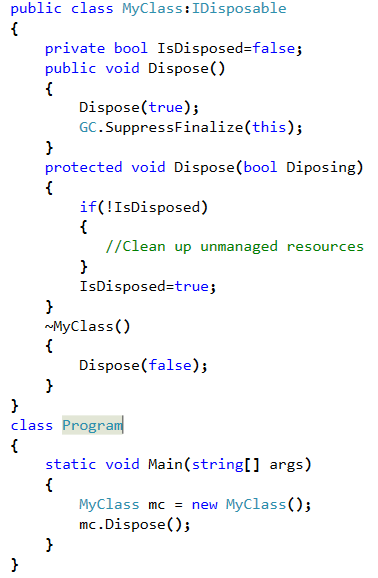 public class MyClass:IDisposable
{
    private bool IsDisposed=false;
    public void Dispose()
    {
        Dispose(true);
        GC.SuppressFinalize(this);
    }
    protected void Dispose(bool Diposing)
    {
        if(!IsDisposed)
        {
           //Clean up unmanaged resources
        }
        IsDisposed=true;
    }
    ~MyClass()
    {
        Dispose(false);
    }
}
class Program
{
    static void Main(string[] args)
    {
        MyClass mc = new MyClass();
        mc.Dispose();
    }
}